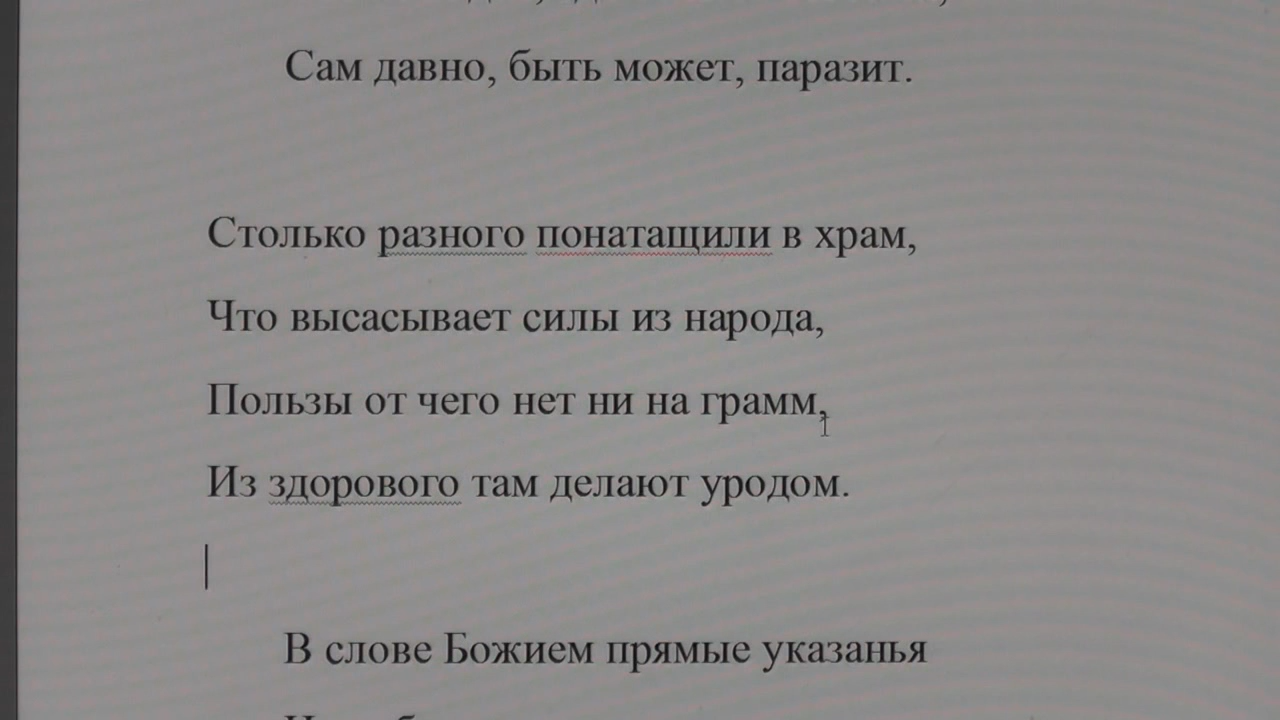 Сам давно, быть может, паразит.
Столько разного понатащили в храм,
Что высасывает силы из народа,
Пользы от чего нет ни на грамм,
Из здорового там делают уродом.
В слове Божием прямые указанья